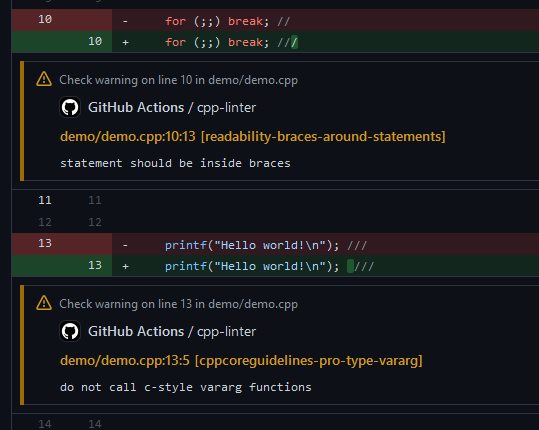 10 - for (;;) break; //
10 + for (;;) break; ///
Check warning on line 10 in demo/demo.cpp
GitHub Actions / cpp-linter
demo/demo.cpp:10:13 [readability-braces-around-statements]
statement should be inside braces
11 11
12 12
13 - printf("Hello world!\n"); ///
13 + printf("Hello world!\n");  ///
Check warning on line 13 in demo/demo.cpp
GitHub Actions / cpp-linter
demo/demo.cpp:13:5 [cppcoreguidelines-pro-type-vararg]
do not call c-style vararg functions
14 14